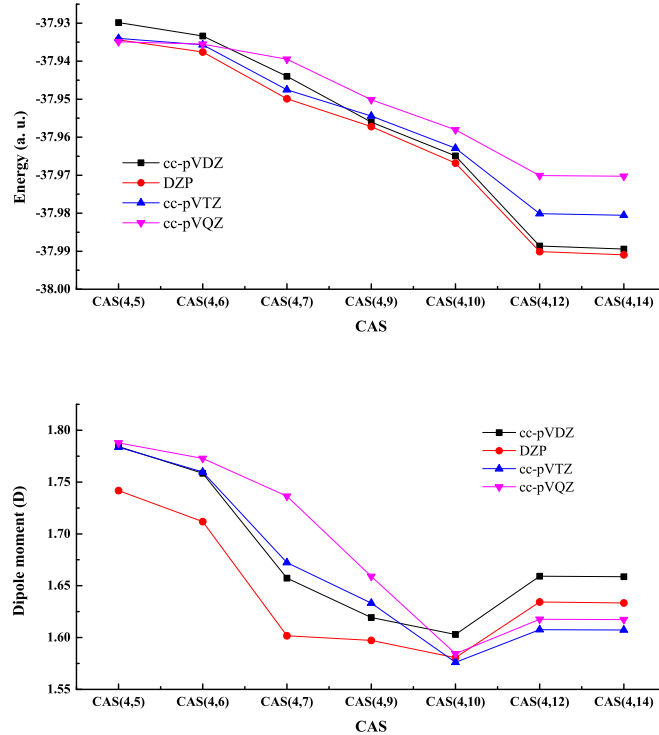 -37.93
-37.94
-37.95
-37.96
-37.97
-37.98
-37.99
-38.00
Energy (a. u.)
cc-pVDZ
DZP
cc-pVTZ
cc-pVQZ
CAS(4,5) CAS(4,6) CAS(4,7) CAS(4,9) CAS(4,10) CAS(4,12) CAS(4,14)
CAS
1.80
1.75
1.70
1.65
1.60
1.55
Dipole moment (D)
cc-pVDZ
DZP
cc-pVTZ
cc-pVQZ
CAS(4,5) CAS(4,6) CAS(4,7) CAS(4,9) CAS(4,10) CAS(4,12) CAS(4,14)
CAS